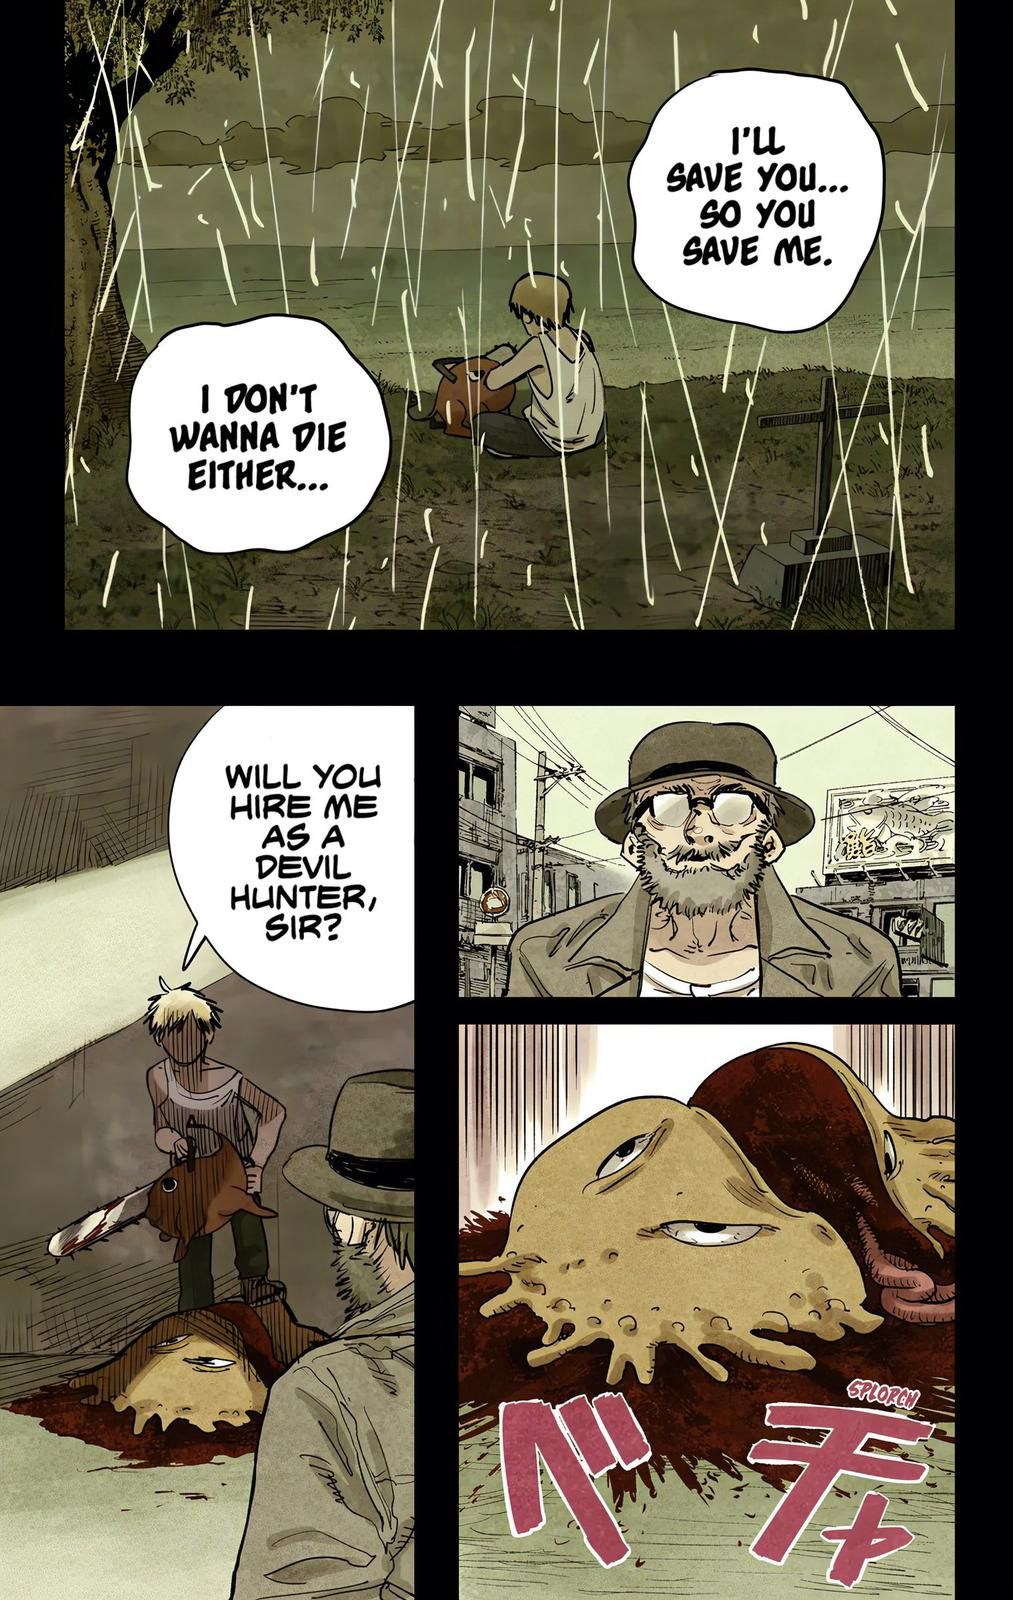 I'LL
SAVE YOU...
SO YOU
SAVE ME.
I DON'T
WANNA DIE
EITHER...
WILL YOU
HIRE ME
AS A
DEVIL
HUNTER,
SIR?
SPLORCH
ベチャ